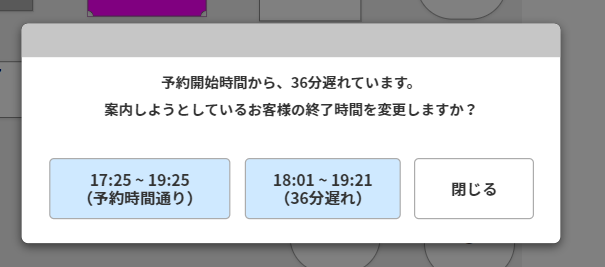 予約開始時間から、36分遅れています。
案内しようとしているお客様の終了時間を変更しますか？
17:25 ~ 19:25
（予約時間通り）
18:01 ~ 19:21
（36分遅れ）
閉じる